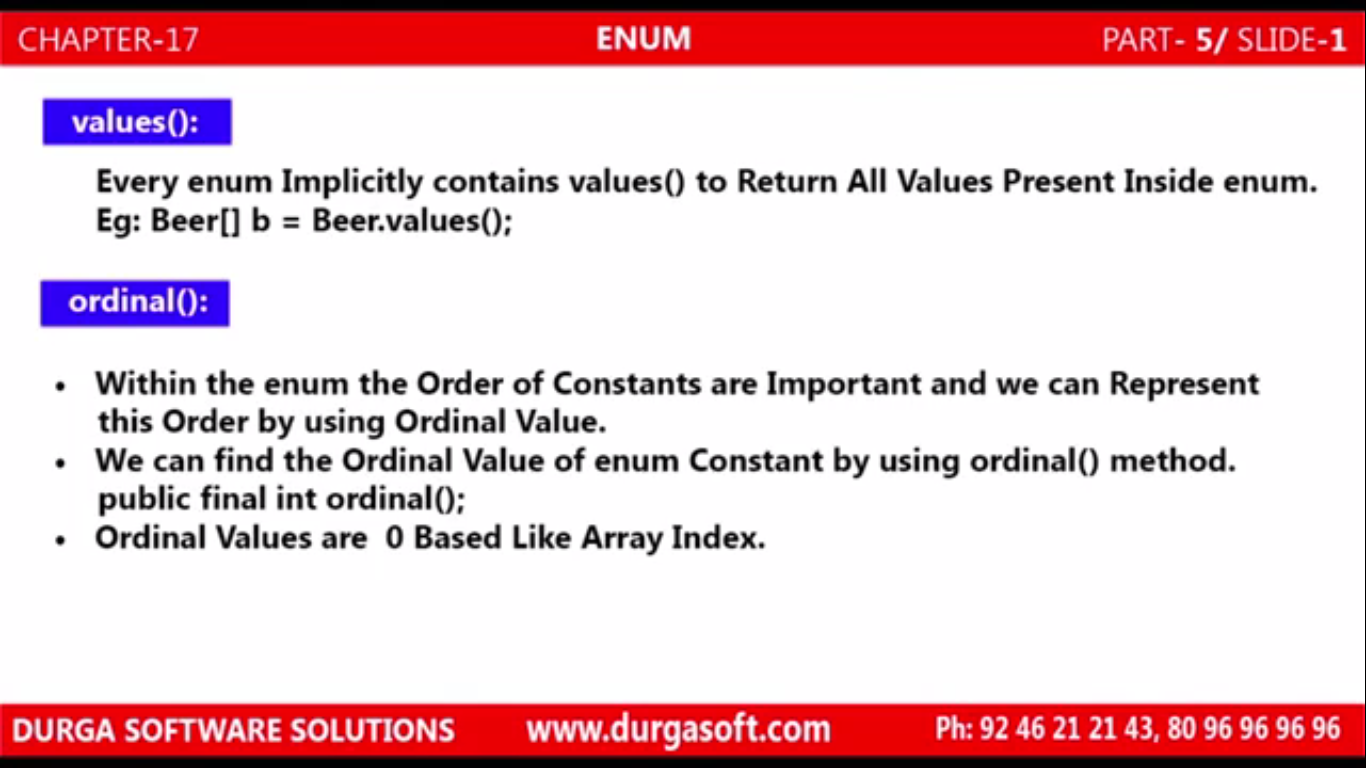 CHAPTER-17
ENUM
PART- 5/ SLIDE-1
values():
Every enum Implicitly contains values() to Return All Values Present Inside enum.
Eg: Beer[] b = Beer.values();
ordinal():
• Within the enum the Order of Constants are Important and we can Represent
this Order by using Ordinal Value.
• We can find the Ordinal Value of enum Constant by using ordinal() method.
public final int ordinal();
• Ordinal Values are 0 Based Like Array Index.
DURGA SOFTWARE SOLUTIONS
www.durgasoft.com
Ph: 92 46 21 21 43, 80 96 96 96 96